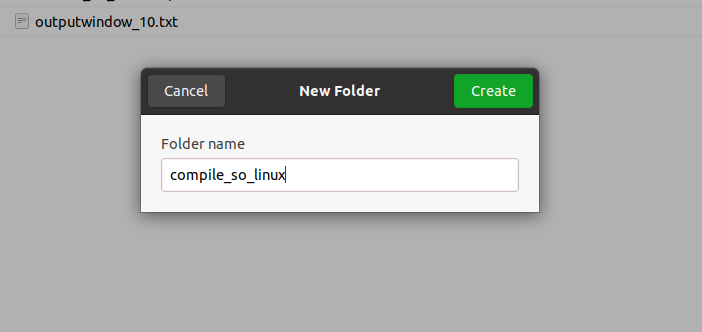 outputwindow_10.txt
Cancel
New Folder
Create
Folder name
compile_so_linux